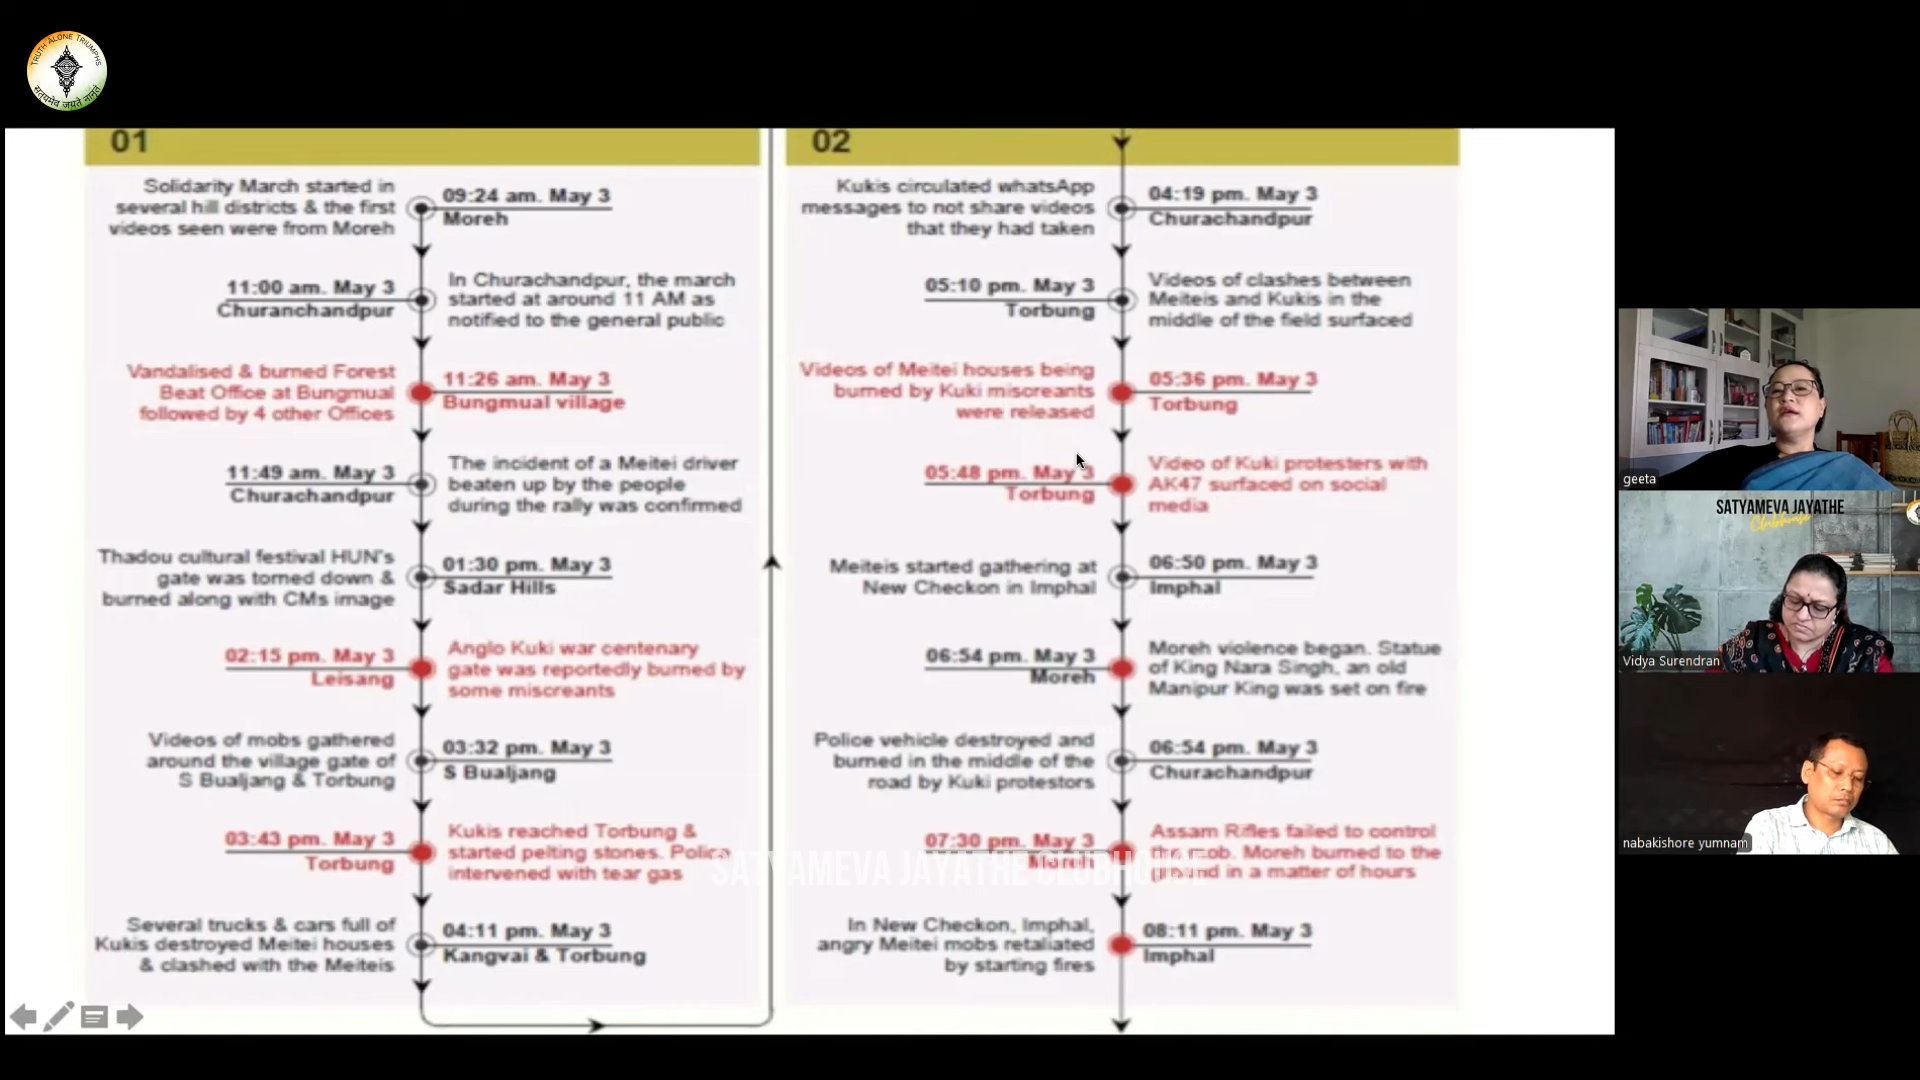 TRUTH ALONE TRIUMPHS
01
Solidarity March started in
several hill districts & the first
videos seen were from Moreh
09:24 am. May 3
Moreh
11:00 am. May 3
Churanchandpur
In Churachandpur, the march
started at around 11 AM as
notified to the general public
Vandalised & burned Forest
Beat Office at Bungmual
followed by 4 other Offices
11:26 am. May 3
Bungmual village
11:49 am. May 3
Churachandpur
The incident of a Meitei driver
beaten up by the people
during the rally was confirmed
Thadou cultural festival HUN's
gate was torned down &
burned along with CMs image
01:30 pm. May 3
Sadar Hills
02:15 pm. May 3
Leisang
Anglo Kuki war centenary
gate was reportedly burned by
some miscreants
Videos of mobs gathered
around the village gate of
S Bualjang & Torbung
03:32 pm. May 3
S Bualjang
03:43 pm. May 3
Torbung
Kukis reached Torbung &
started pelting stones. Police
intervened with tear gas
Several trucks & cars full of
Kukis destroyed Meitei houses
& clashed with the Meiteis
04:11 pm. May 3
Kangvai & Torbung
02
Kukis circulated whatsApp
messages to not share videos
that they had taken
04:19 pm. May 3
Churachandpur
05:10 pm. May 3
Torbung
Videos of clashes between
Meiteis and Kukis in the
middle of the field surfaced
Videos of Meitei houses being
burned by Kuki miscreants
were released
05:36 pm. May 3
Torbung
05:48 pm. May 3
Torbung
Video of Kuki protesters with
AK47 surfaced on social
media
Meiteis started gathering at
New Checkon in Imphal
06:50 pm. May 3
Imphal
06:54 pm. May 3
Moreh
Moreh violence began. Statue
of King Nara Singh, an old
Manipur King was set on fire
Police vehicle destroyed and
burned in the middle of the
road by Kuki protestors
06:54 pm. May 3
Churachandpur
07:30 pm. May 3
Moreh
Assam Rifles failed to control
mob. Moreh burned to the
in a matter of hours
In New Checkon, Imphal,
angry Meitei mobs retaliated
by starting fires
08:11 pm. May 3
Imphal
SATYAMEVA JAYATHE CLUBHOUSE
geeta
SATYAMEVA JAYATHE
Clubhouse
Vidya Surendran
nabakishore yumnam